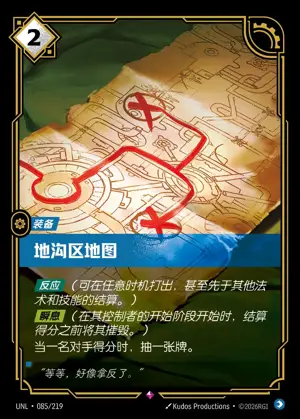 2
装备
地沟区地图
反应（可在任意时机打出，甚至先于其他法
术和技能的结算。）
瞬息（在其控制者的开始阶段开始时，结算
得分之前将其摧毁。）
当一名对手得分时，抽一张牌。
“等等，好像拿反了。”
UNL • 085/219
Kudos Productions • ©2026RGI